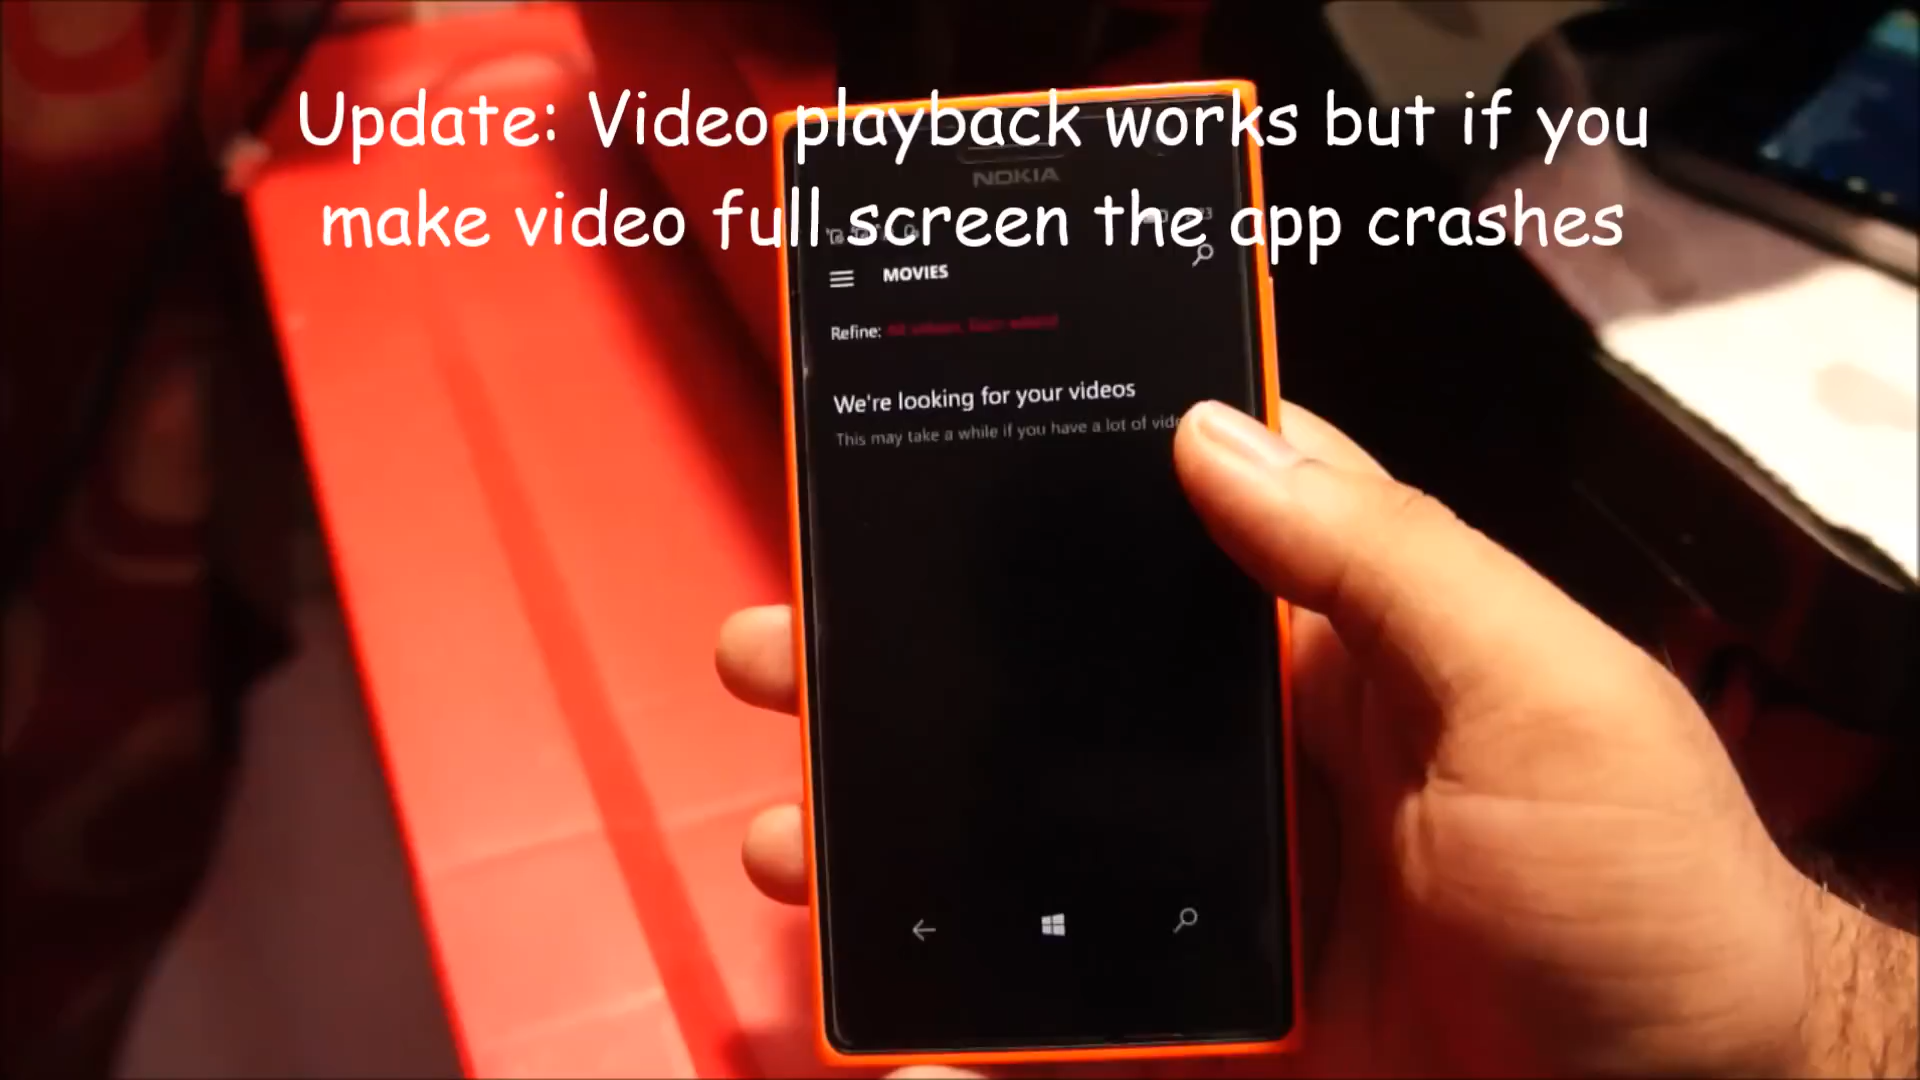 Update: Video playback works but if you
make video full screen the app crashes
NOKIA
MOVIES
Refine:
We're looking for your videos
This may take a while if you have a lot of